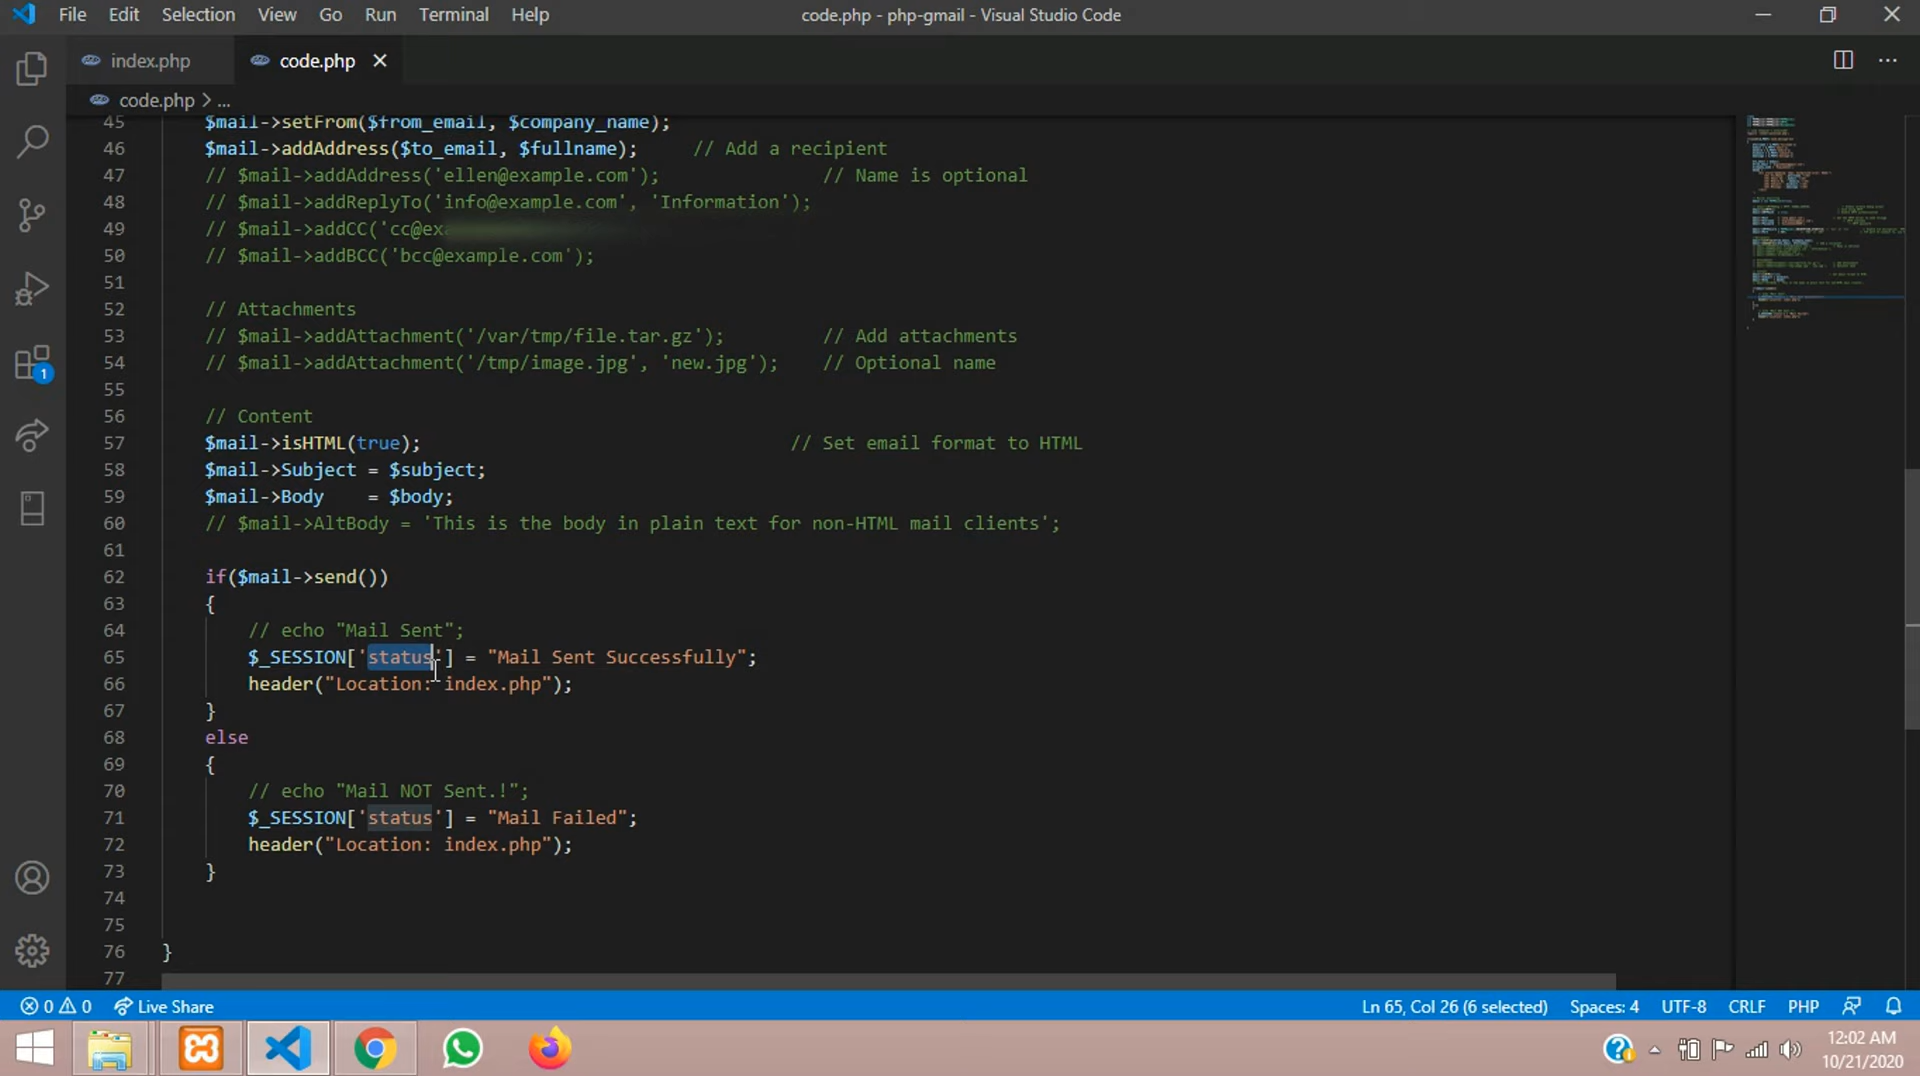 File Edit Selection View Go Run Terminal Help
code.php - php-gmail - Visual Studio Code
index.php
code.php
code.php > ...
45 $mail->setFrom($from_email, $company_name);
46 $mail->addAddress($to_email, $fullname); // Add a recipient
47 // $mail->addAddress('ellen@example.com'); // Name is optional
48 // $mail->addReplyTo('info@example.com', 'Information');
49 // $mail->addCC('cc@exa
50 // $mail->addBCC('bcc@example.com');
51
52 // Attachments
53 // $mail->addAttachment('/var/tmp/file.tar.gz'); // Add attachments
54 // $mail->addAttachment('/tmp/image.jpg', 'new.jpg'); // Optional name
55
56 // Content
57 $mail->isHTML(true); // Set email format to HTML
58 $mail->Subject = $subject;
59 $mail->Body = $body;
60 // $mail->AltBody = 'This is the body in plain text for non-HTML mail clients';
61
62 if($mail->send())
63 {
64 // echo "Mail Sent";
65 $_SESSION['status'] = "Mail Sent Successfully";
66 header("Location: index.php");
67 }
68 else
69 {
70 // echo "Mail NOT Sent.!";
71 $_SESSION['status'] = "Mail Failed";
72 header("Location: index.php");
73 }
74
75
76 }
77
1
0 0 Live Share
Ln 65, Col 26 (6 selected) Spaces: 4 UTF-8 CRLF PHP
12:02 AM
10/21/2020